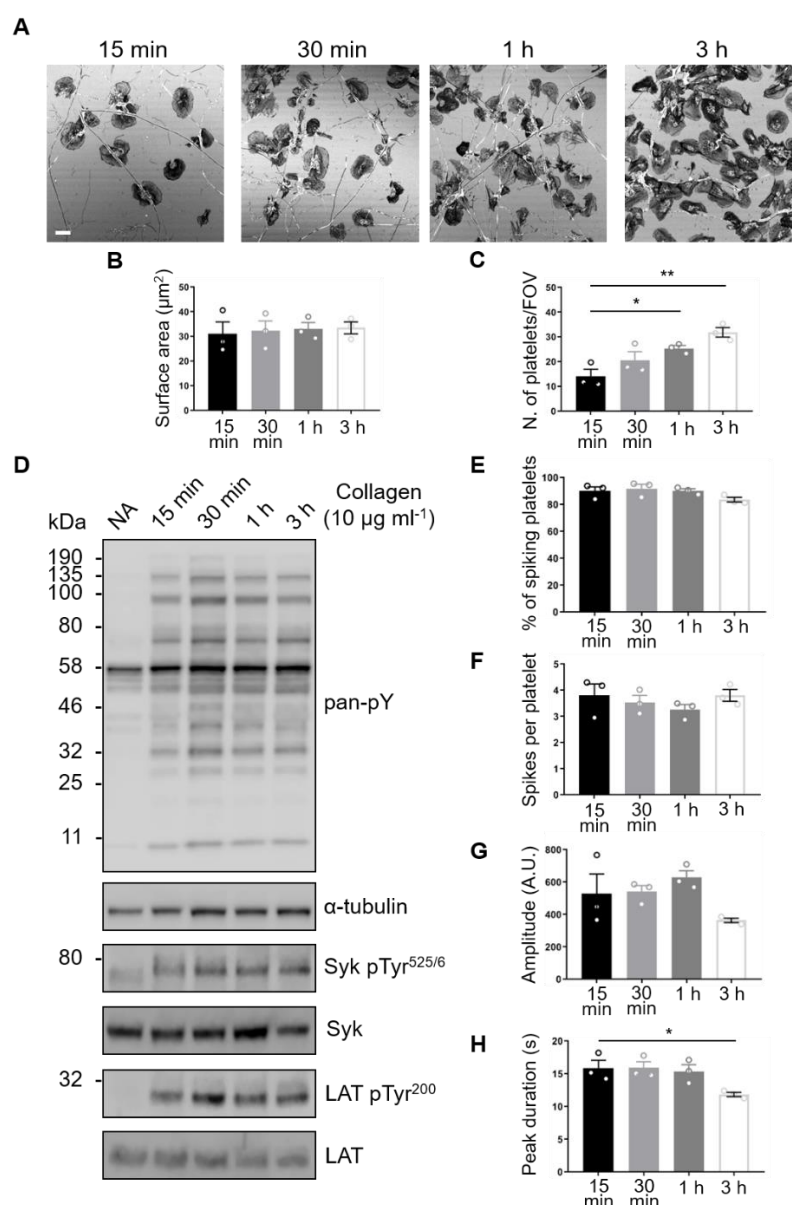 A
15 min 30 min 1 h 3 h
B
Surface area (µm²)
50
40
30
20
10
0
15 min 30 min 1 h 3 h
C
N. of platelets/FOV
50
40
30
20
10
0
*
**
15 min 30 min 1 h 3 h
D
NA 15 min 30 min 1 h 3 h
Collagen
(10 µg ml⁻¹)
kDa
190
135
100
80
58
46
32
25
11
pan-pY
α-tubulin
80
Syk pTyr⁵²⁵/⁶
Syk
32
LAT pTyr²⁰⁰
LAT
E
% of spiking platelets
100
80
60
40
20
0
15 min 30 min 1 h 3 h
F
Spikes per platelet
5
4
3
2
1
0
15 min 30 min 1 h 3 h
G
Amplitude (A.U.)
800
600
400
200
0
15 min 30 min 1 h 3 h
H
Peak duration (s)
20
15
10
5
0
*
15 min 30 min 1 h 3 h